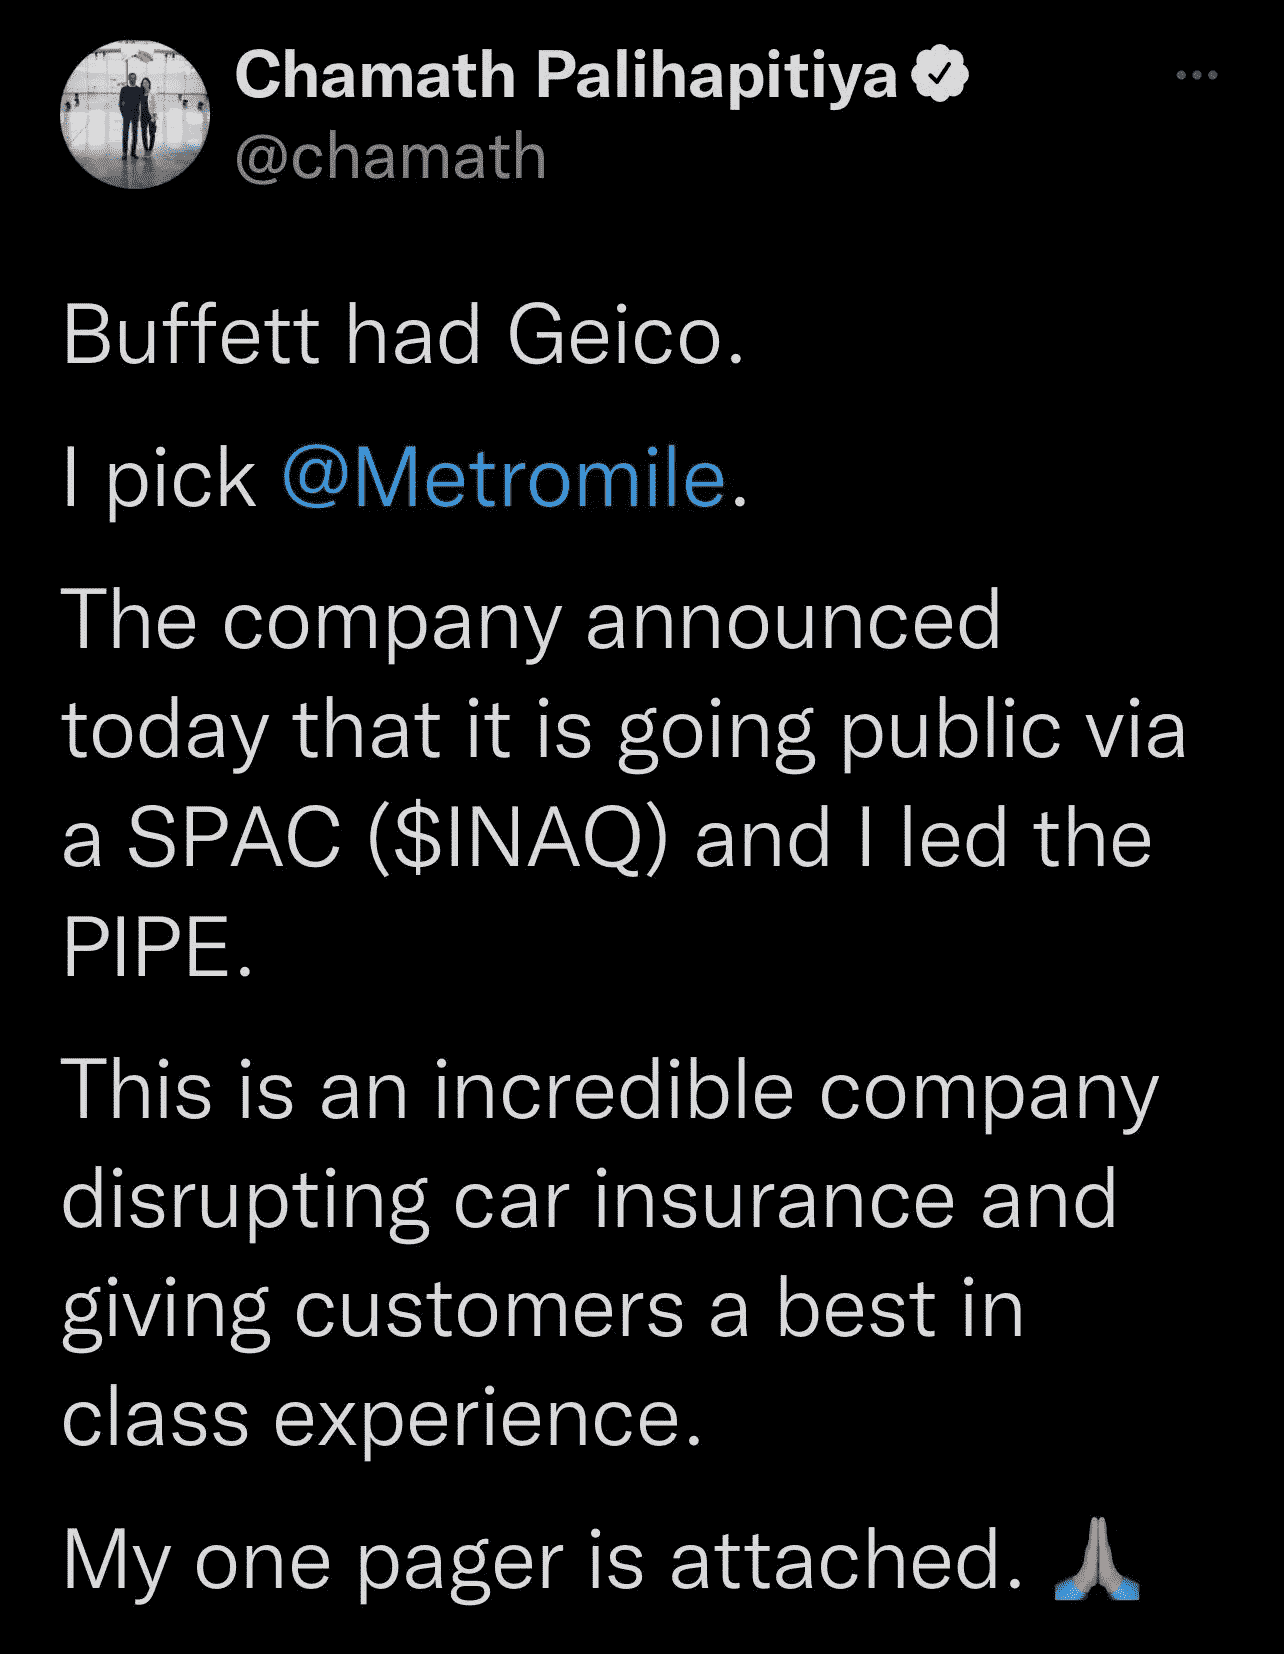 Chamath Palihapitiya
@chamath
Buffett had Geico.
I pick @Metromile.
The company announced
today that it is going public via
a SPAC ($INAQ) and I led the
PIPE.
This is an incredible company
disrupting car insurance and
giving customers a best in
class experience.
My one pager is attached. 🙏